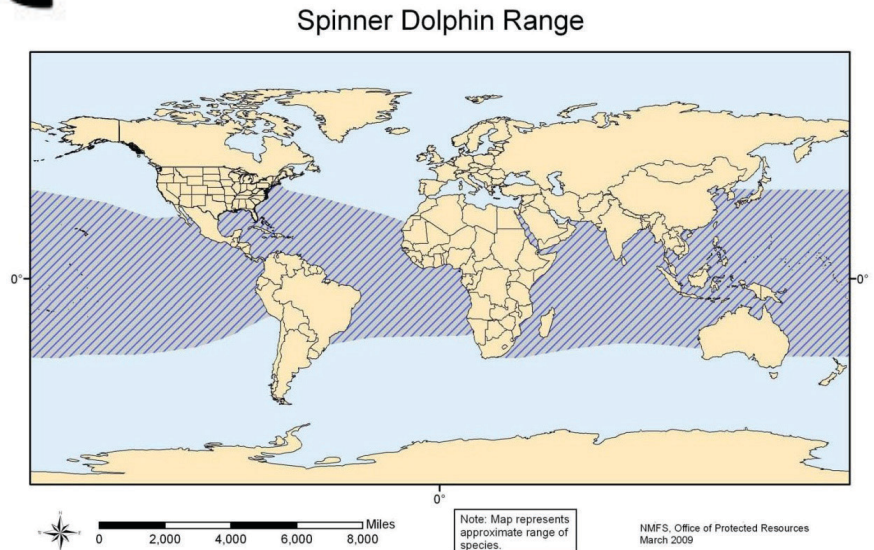 Spinner Dolphin Range
0°
0°
0°
Miles
0
2,000
4,000
6,000
8,000
Note: Map represents
approximate range of
species.
NMFS, Office of Protected Resources
March 2009